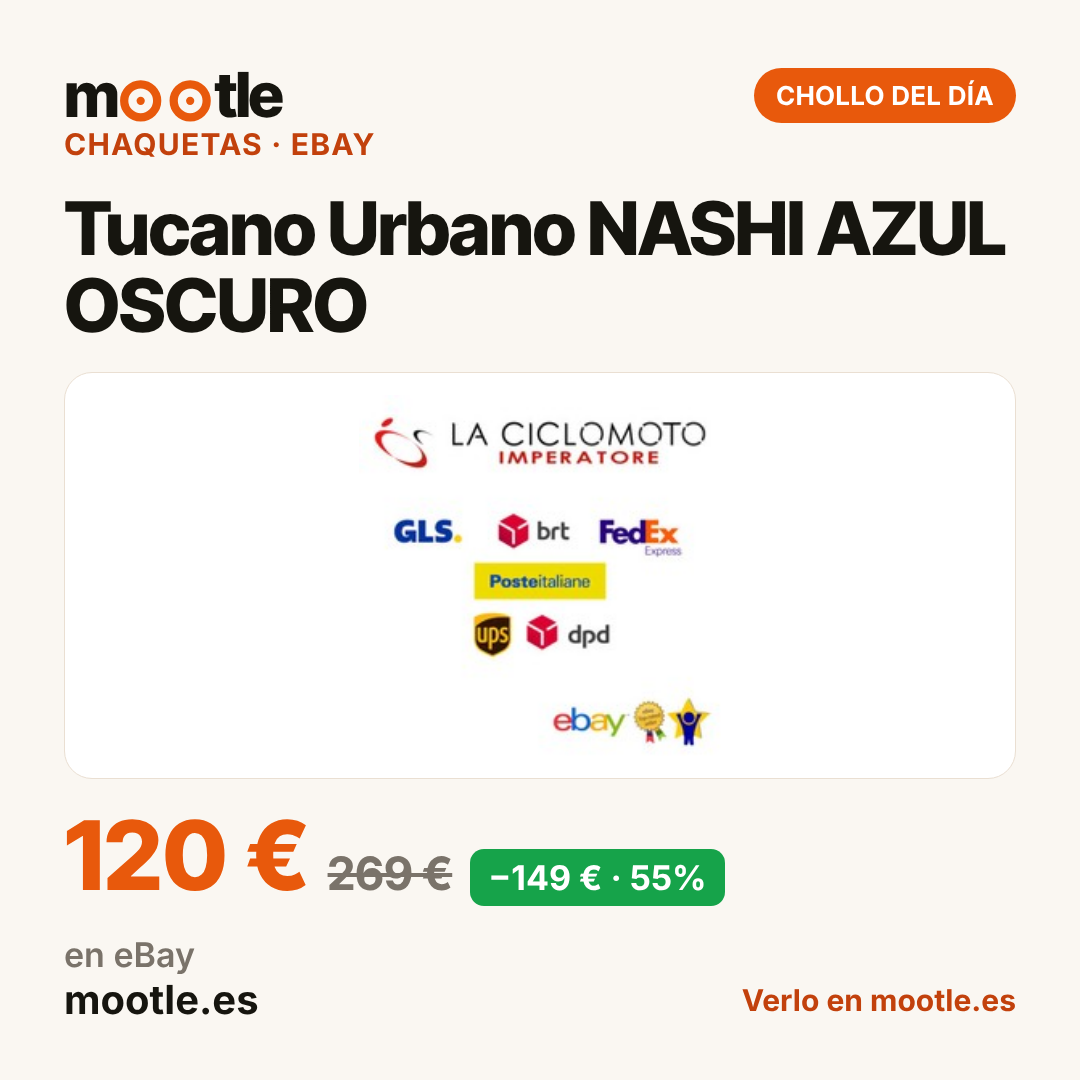 mootle
CHOLLO DEL DÍA
CHAQUETAS · EBAY
Tucano Urbano NASHI AZUL
OSCURO
LA CICLOMOTO
IMPERATORE
GLS. brt FedEx
Express
Posteitaliane
ups dpd
ebay
120 € 269 € −149 € · 55%
en eBay
mootle.es
Verlo en mootle.es